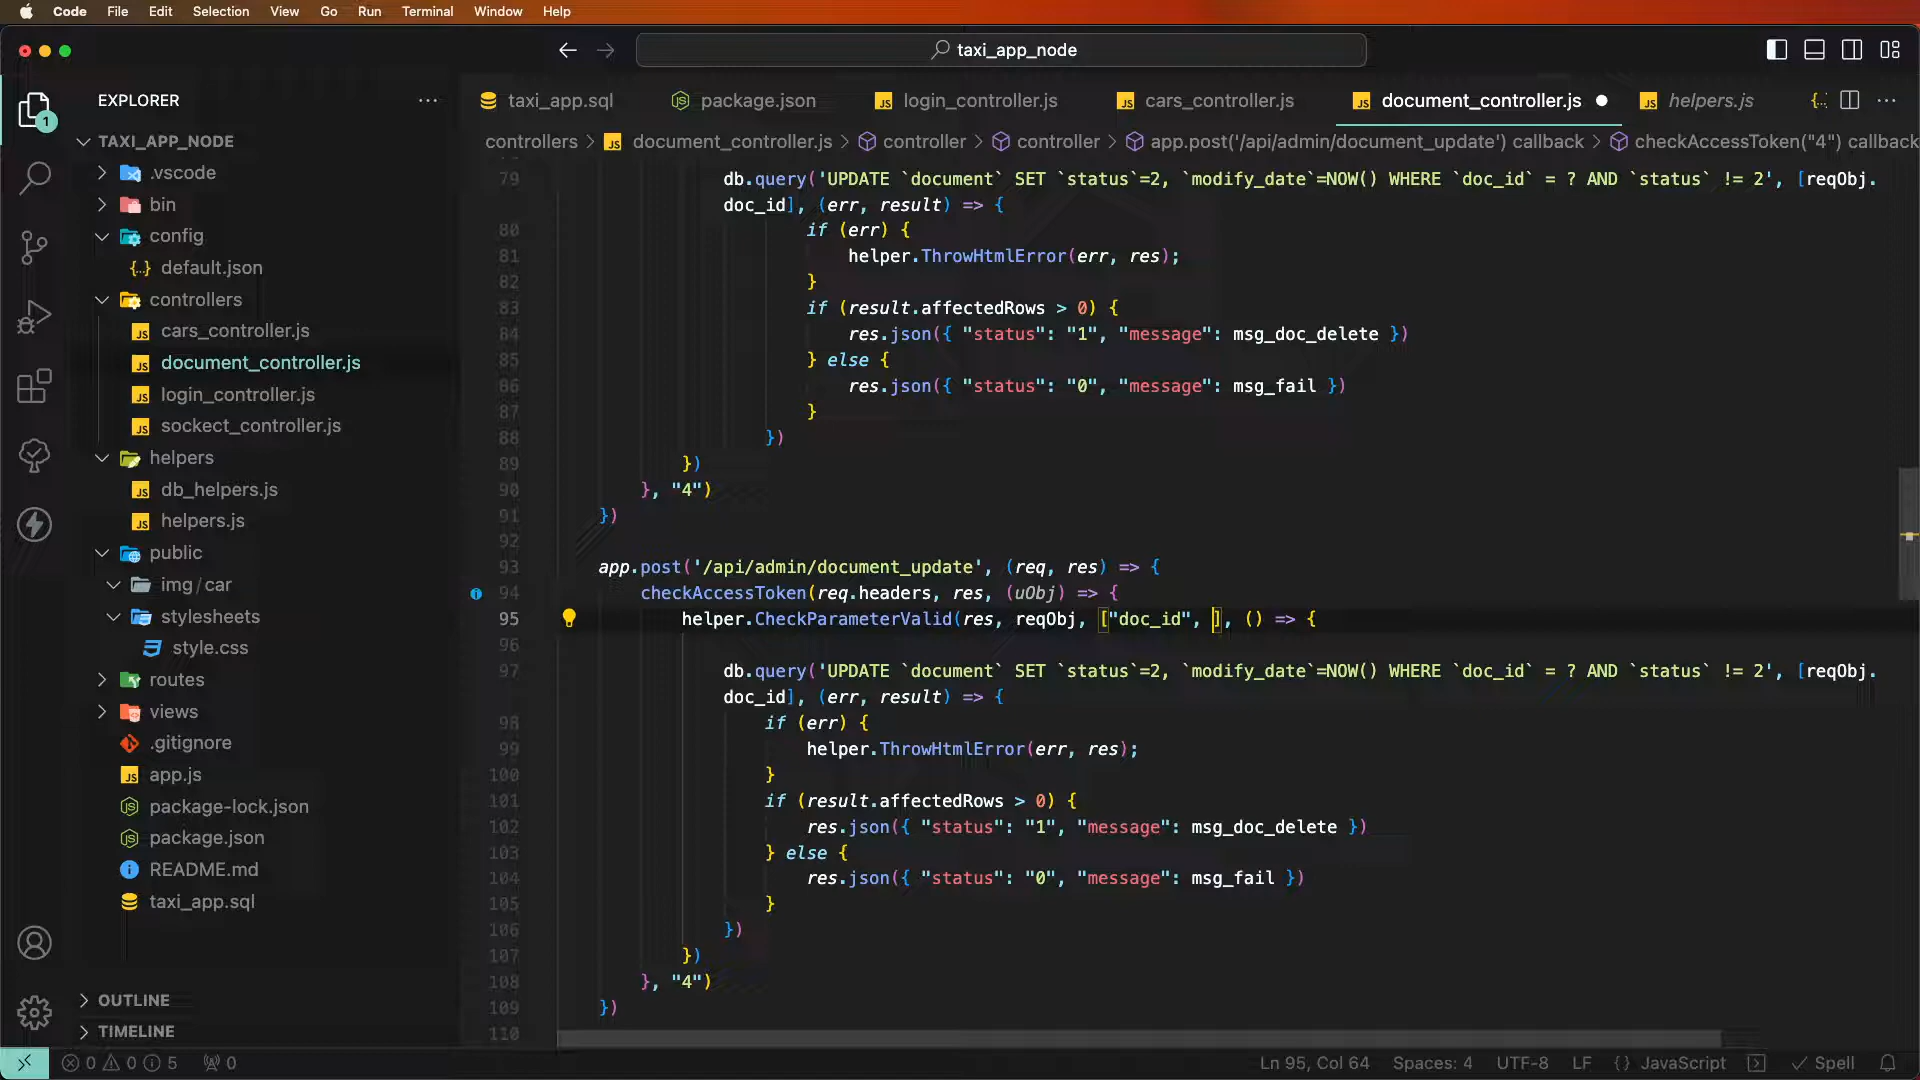 Code File Edit Selection View Go Run Terminal Window Help
taxi_app_node
EXPLORER
TAXI_APP_NODE
.vscode
bin
config
default.json
controllers
cars_controller.js
document_controller.js
login_controller.js
sockect_controller.js
helpers
db_helpers.js
helpers.js
public
img/car
stylesheets
style.css
routes
views
.gitignore
app.js
package-lock.json
package.json
README.md
taxi_app.sql
OUTLINE
TIMELINE
taxi_app.sql package.json login_controller.js cars_controller.js document_controller.js helpers.js
controllers > document_controller.js > controller > controller > app.post('/api/admin/document_update') callback > checkAccessToken("4") callback
79 db.query('UPDATE `document` SET `status`=2, `modify_date`=NOW() WHERE `doc_id` = ? AND `status` != 2', [reqObj.
doc_id], (err, result) => {
80 if (err) {
81 helper.ThrowHtmlError(err, res);
82 }
83 if (result.affectedRows > 0) {
84 res.json({ "status": "1", "message": msg_doc_delete })
85 } else {
86 res.json({ "status": "0", "message": msg_fail })
87 }
88 })
89 })
90 }, "4")
91 })
92
93 app.post('/api/admin/document_update', (req, res) => {
94 checkAccessToken(req.headers, res, (uObj) => {
95 helper.CheckParameterValid(res, reqObj, ["doc_id", ], () => {
96
97 db.query('UPDATE `document` SET `status`=2, `modify_date`=NOW() WHERE `doc_id` = ? AND `status` != 2', [reqObj.
doc_id], (err, result) => {
98 if (err) {
99 helper.ThrowHtmlError(err, res);
100 }
101 if (result.affectedRows > 0) {
102 res.json({ "status": "1", "message": msg_doc_delete })
103 } else {
104 res.json({ "status": "0", "message": msg_fail })
105 }
106 })
107 })
108 }, "4")
109 })
110
0 0 5 0 Ln 95, Col 64 Spaces: 4 UTF-8 LF {} JavaScript Spell